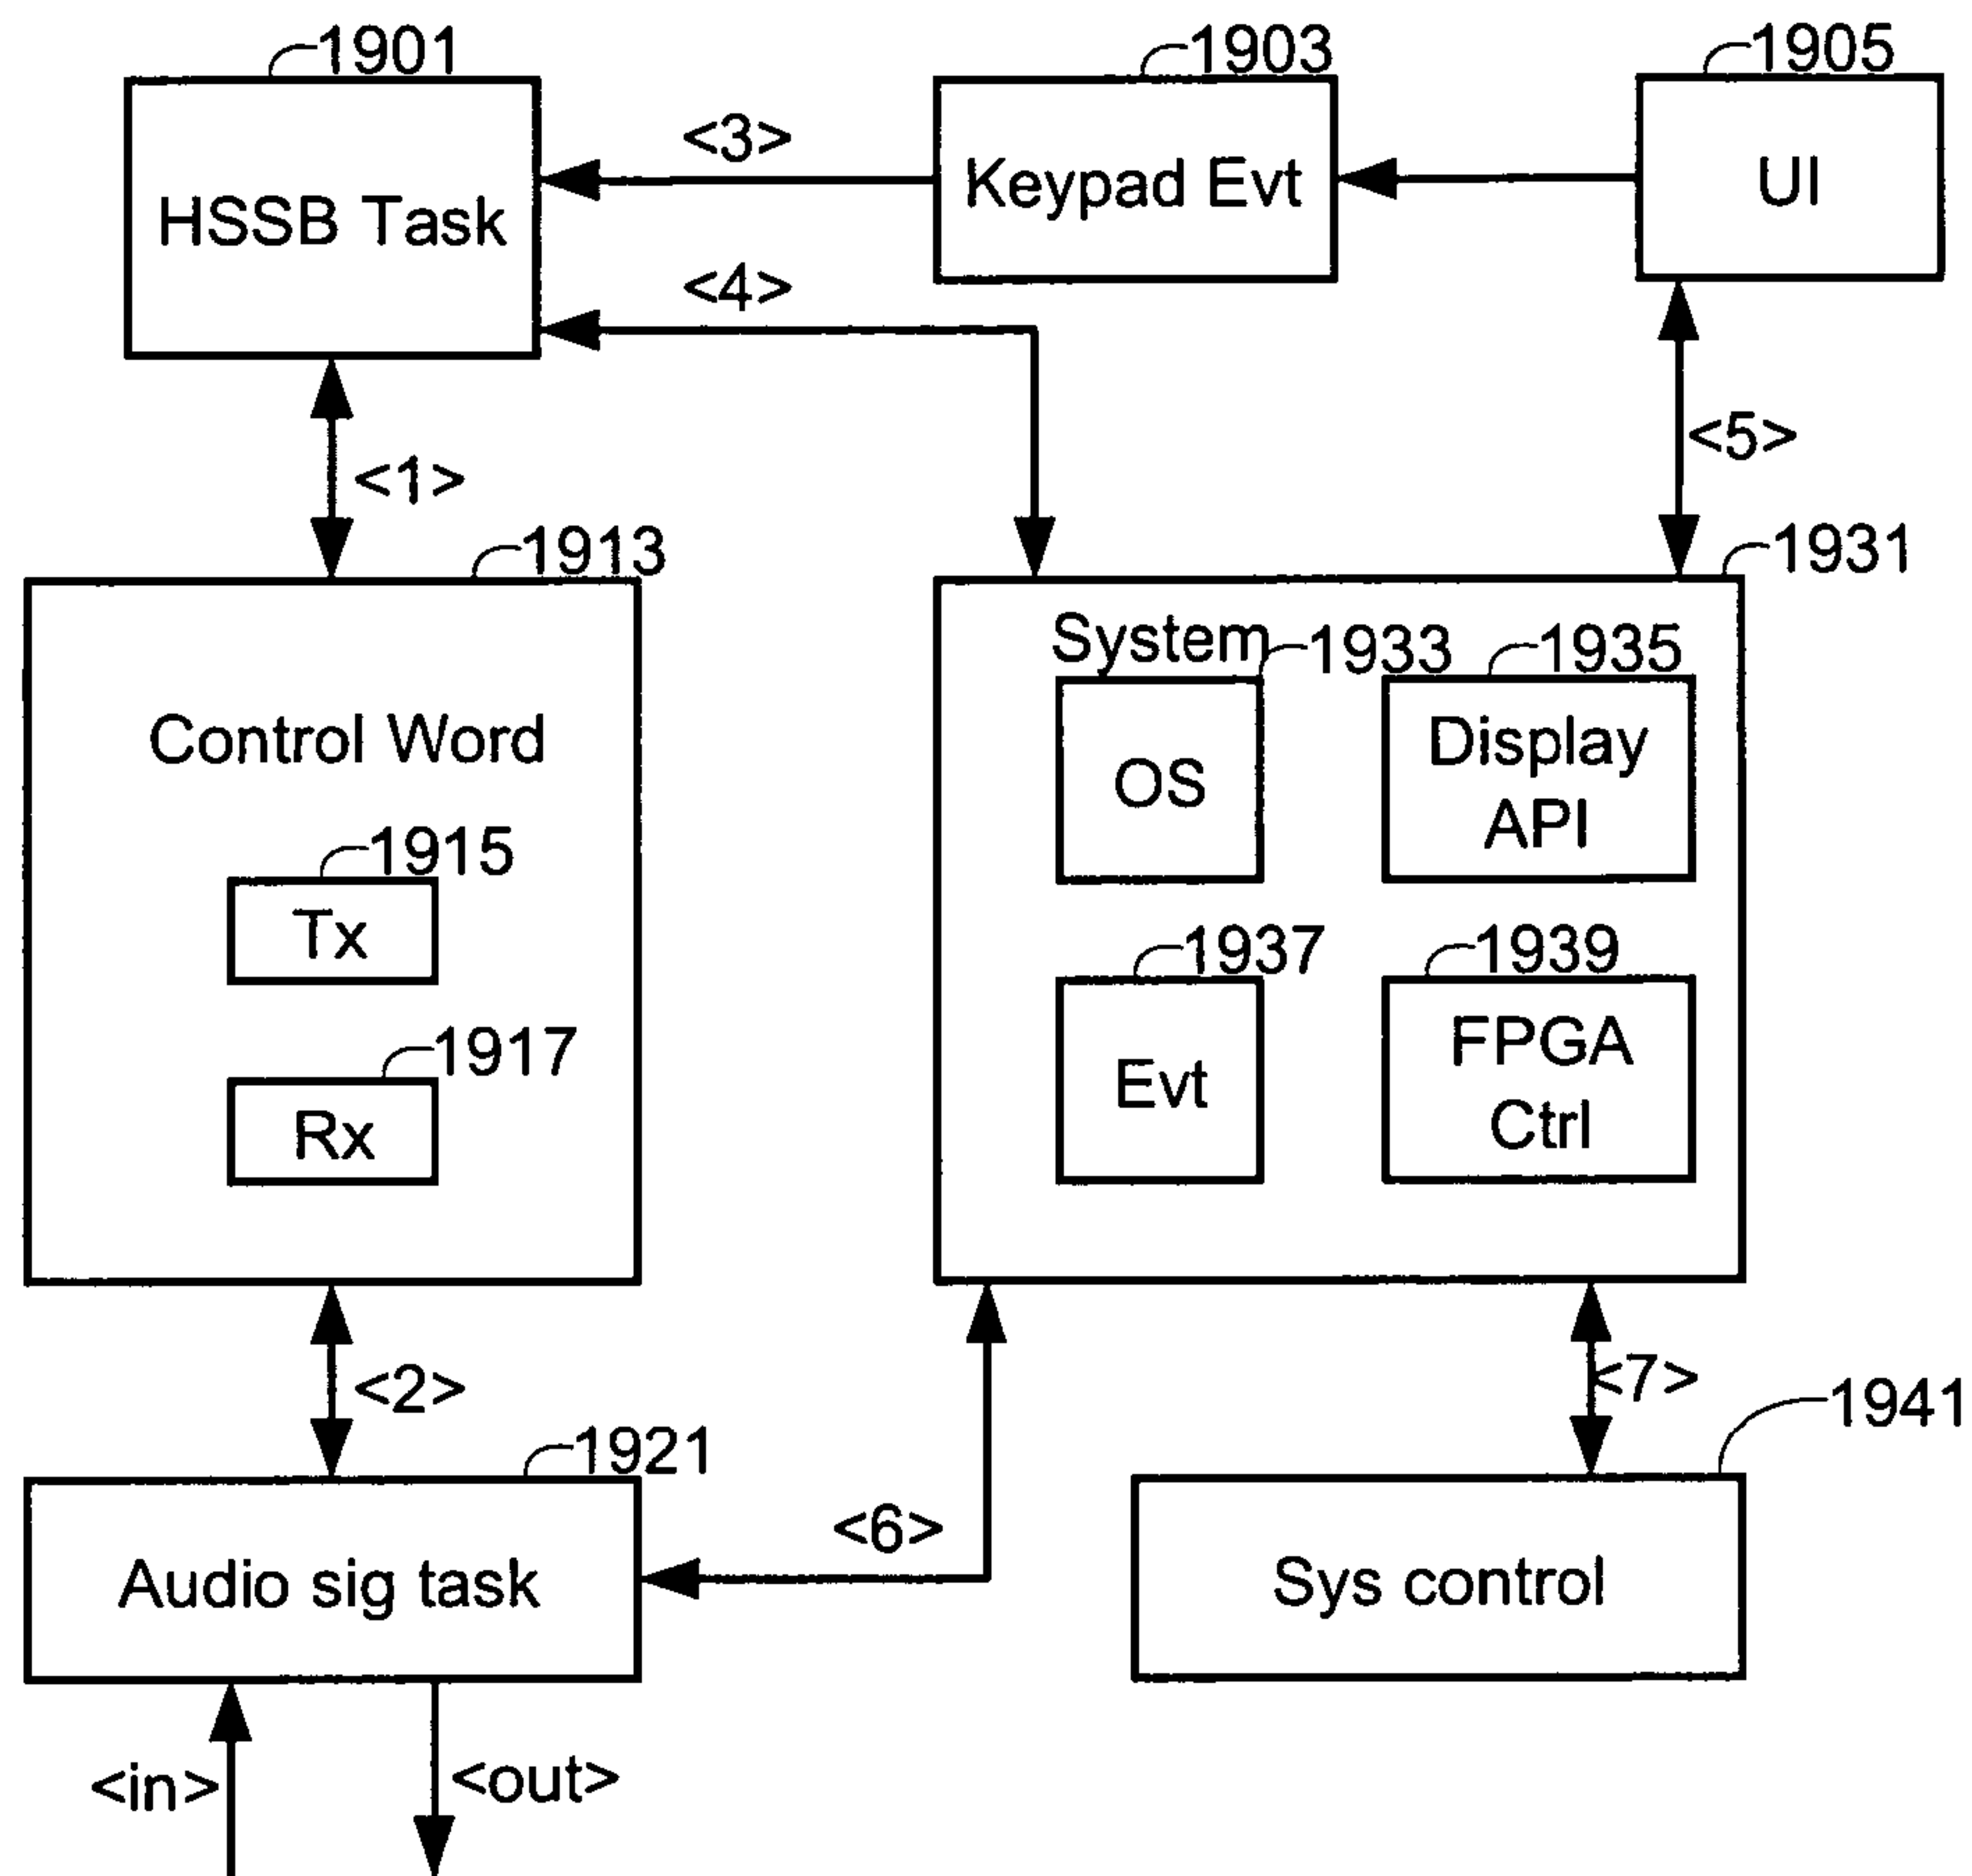 1901
1903
1905
HSSB Task
<3>
Keypad Evt
UI
<4>
<1>
<5>
1913
1931
Control Word
1915
Tx
1917
Rx
System
1933
1935
OS
Display
API
1937
1939
Evt
FPGA
Ctrl
<2>
<7>
1921
1941
Audio sig task
<6>
Sys control
<in>
<out>